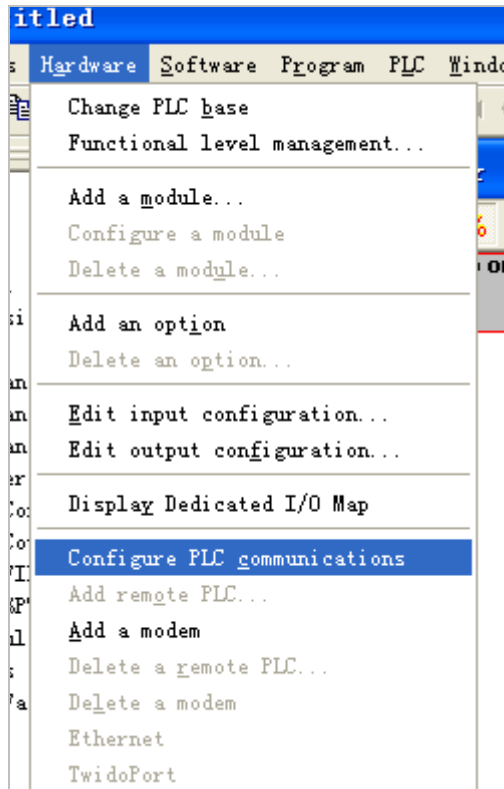 itled
Hardware Software Program PLC Windo
Change PLC base
Functional level management...
Add a module...
Configure a module
Delete a module...
Add an option
Delete an option...
Edit input configuration...
Edit output configuration...
Display Dedicated I/O Map
Configure PLC communications
Add remote PLC...
Add a modem
Delete a remote PLC...
Delete a modem
Ethernet
TwidoPort